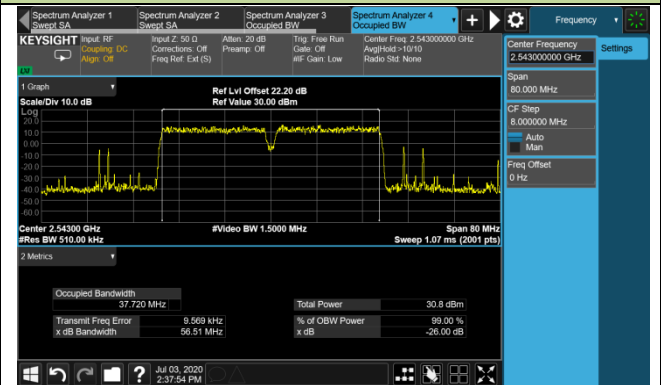 Spectrum Analyzer 1
Swept SA
Spectrum Analyzer 2
Swept SA
Spectrum Analyzer 3
Occupied BW
Spectrum Analyzer 4
Occupied BW
Frequency
KEYSIGHT
Input: RF
Coupling: DC
Align: Off
Input Z: 50 Ω
Corrections: Off
Freq Ref: Ext (S)
Atten: 20 dB
Preamp: Off
Trig: Free Run
Gate: Off
#IF Gain: Low
Center Freq: 2.543000000 GHz
Avg|Hold:>10/10
Radio Std: None
LV
1 Graph
Scale/Div 10.0 dB
Ref Lvl Offset 22.20 dB
Ref Value 30.00 dBm
Log
20.0
10.0
0.00
-10.0
-20.0
-30.0
-40.0
-50.0
-60.0
Center 2.54300 GHz
#Res BW 510.00 kHz
#Video BW 1.5000 MHz
Span 80 MHz
Sweep 1.07 ms (2001 pts)
2 Metrics
Occupied Bandwidth
37.720 MHz
Transmit Freq Error 9.569 kHz
x dB Bandwidth 56.51 MHz
Total Power 30.8 dBm
% of OBW Power 99.00 %
x dB -26.00 dB
Center Frequency
2.543000000 GHz
Settings
Span
80.000 MHz
CF Step
8.000000 MHz
Auto
Man
Freq Offset
0 Hz
Jul 03, 2020
2:37:54 PM